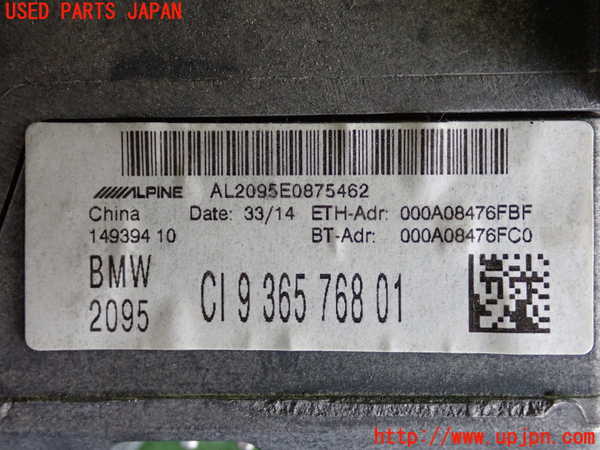 USED PARTS JAPAN
ALPINE AL2095E0875462
China Date: 33/14 ETH-Adr: 000A08476FBF
149394 10 BT-Adr: 000A08476FC0
BMW
2095
CI 9 365 768 01
UPJ
http://www.upjpn.com/